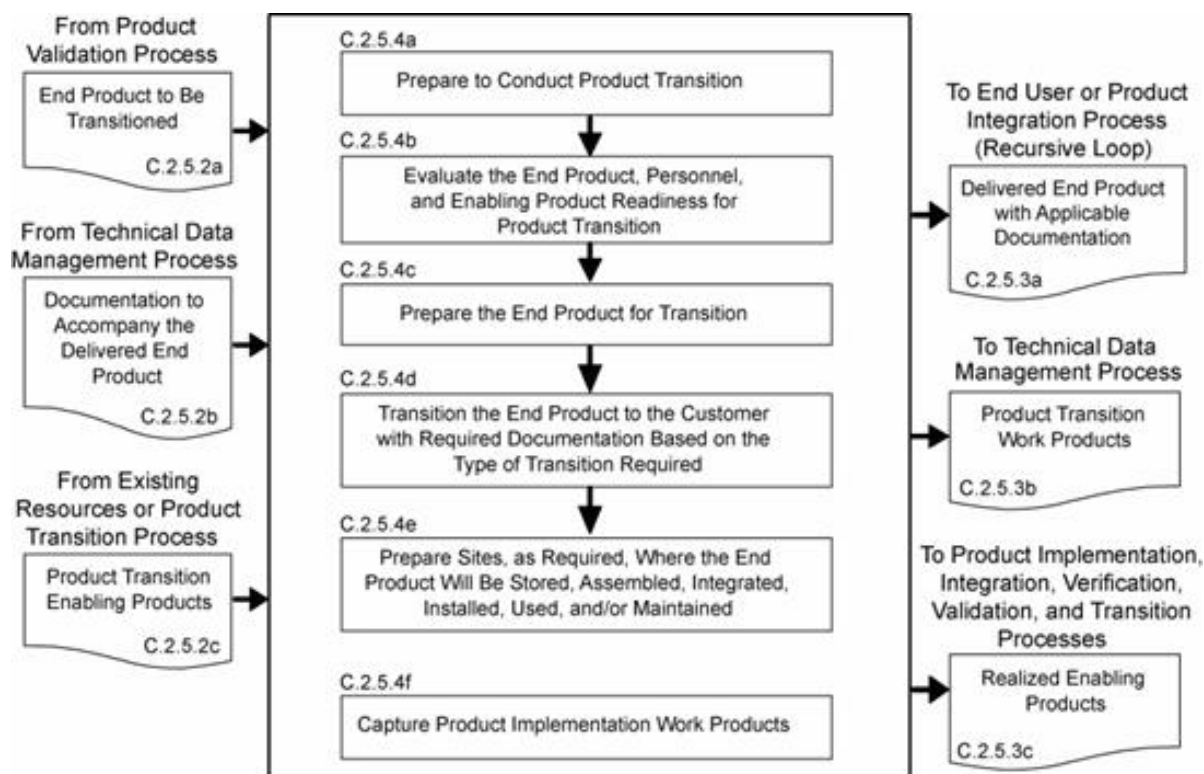 From Product
Validation Process
End Product to Be
Transitioned
C.2.5.2a
From Technical Data
Management Process
Documentation to
Accompany the
Delivered End
Product
C.2.5.2b
From Existing
Resources or Product
Transition Process
Product Transition
Enabling Products
C.2.5.2c
C.2.5.4a
Prepare to Conduct Product Transition
C.2.5.4b
Evaluate the End Product, Personnel,
and Enabling Product Readiness for
Product Transition
C.2.5.4c
Prepare the End Product for Transition
C.2.5.4d
Transition the End Product to the Customer
with Required Documentation Based on the
Type of Transition Required
C.2.5.4e
Prepare Sites, as Required, Where the End
Product Will Be Stored, Assembled, Integrated,
Installed, Used, and/or Maintained
C.2.5.4f
Capture Product Implementation Work Products
To End User or Product
Integration Process
(Recursive Loop)
Delivered End Product
with Applicable
Documentation
C.2.5.3a
To Technical Data
Management Process
Product Transition
Work Products
C.2.5.3b
To Product Implementation,
Integration, Verification,
Validation, and Transition
Processes
Realized Enabling
Products
C.2.5.3c